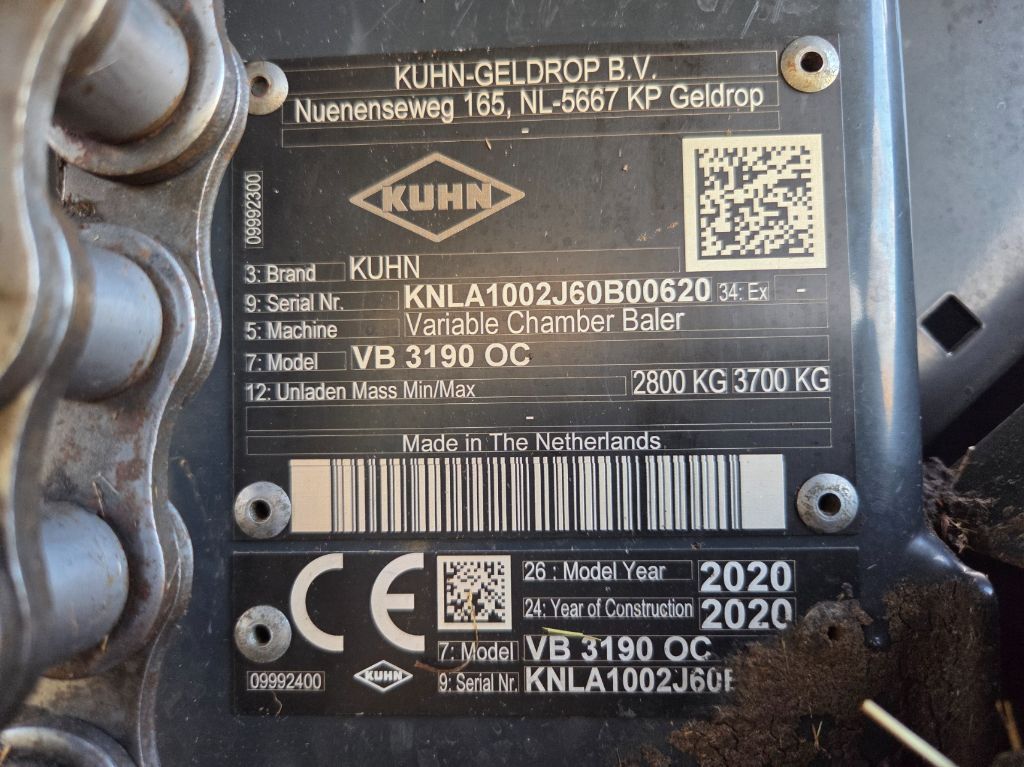 KUHN-GELDROP B.V.
Nuenenseweg 165, NL-5667 KP Geldrop
-
09992300
KUHN
3: Brand KUHN
9: Serial Nr. KNLA1002J60B00620 34: Ex -
5: Machine Variable Chamber Baler
7: Model VB 3190 OC
12: Unladen Mass Min/Max 2800 KG 3700 KG
-
Made in The Netherlands
CE
26 : Model Year 2020
24: Year of Construction 2020
7: Model VB 3190 OC
9: Serial Nr. KNLA1002J60
09992400
KUHN